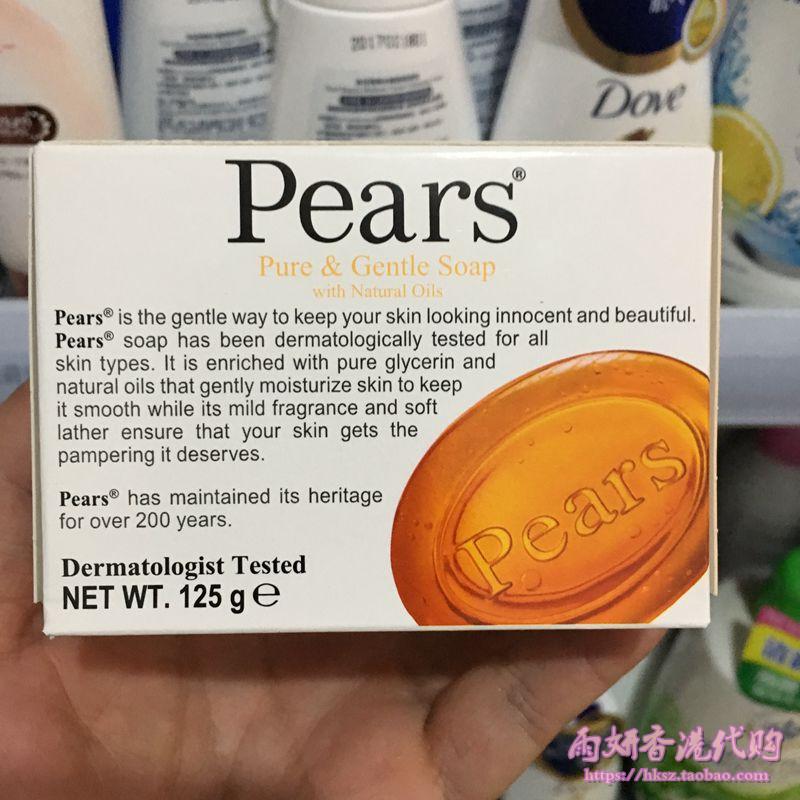 2017001
Dove
Pears®
Pure & Gentle Soap
with Natural Oils
Pears® is the gentle way to keep your skin looking innocent and beautiful.
Pears® soap has been dermatologically tested for all
skin types. It is enriched with pure glycerin and
natural oils that gently moisturize skin to keep
it smooth while its mild fragrance and soft
lather ensure that your skin gets the
pampering it deserves.
Pears® has maintained its heritage
for over 200 years.
Dermatologist Tested
NET WT. 125 g ℮
Pears
雨妍香港代购
https://hksz.taobao.com